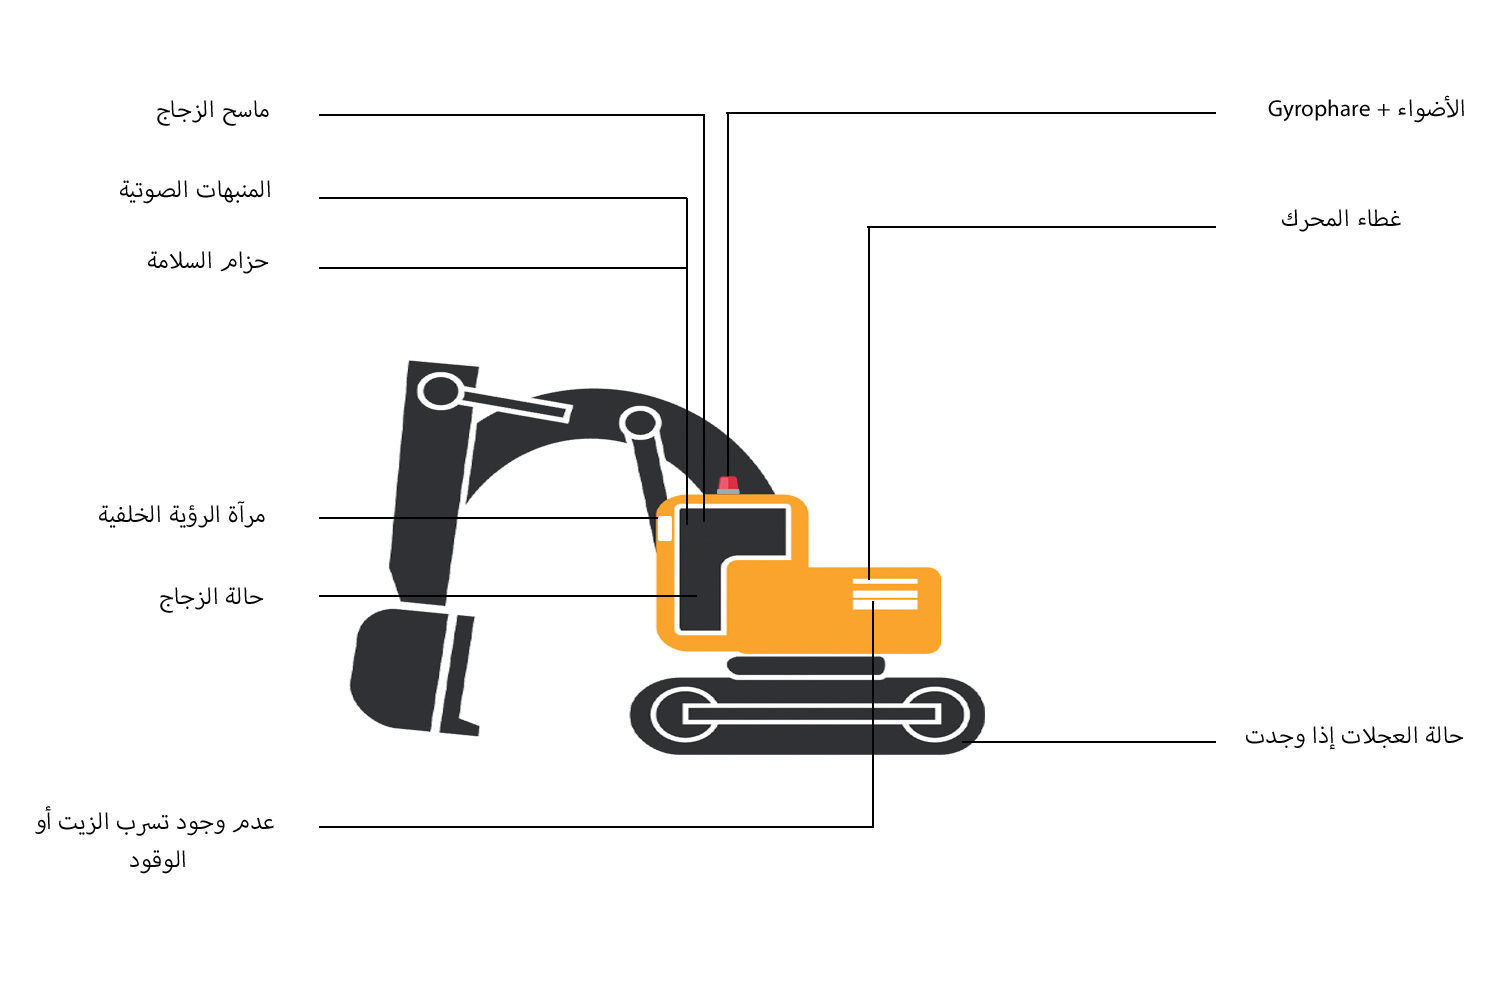 الأضواء + Gyrophare
غطاء المحرك
حالة العجلات إذا وجدت
ماسح الزجاج
المنبهات الصوتية
حزام السلامة
مرآة الرؤية الخلفية
حالة الزجاج
عدم وجود تسرب الزيت أو
الوقود